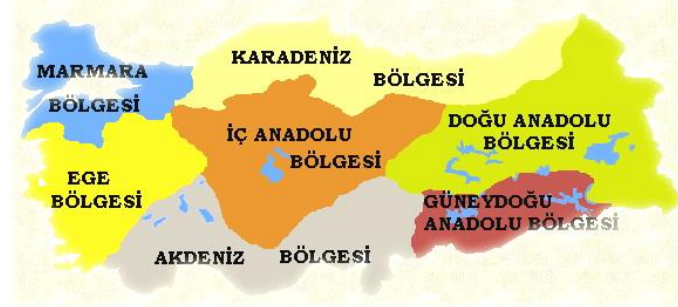 MARMARA
BÖLGESİ
KARADENİZ
BÖLGESİ
İÇ ANADOLU
BÖLGESİ
DOĞU ANADOLU
BÖLGESİ
EGE
BÖLGESİ
GÜNEYDOĞU
ANADOLU BÖLGESİ
AKDENİZ BÖLGESİ